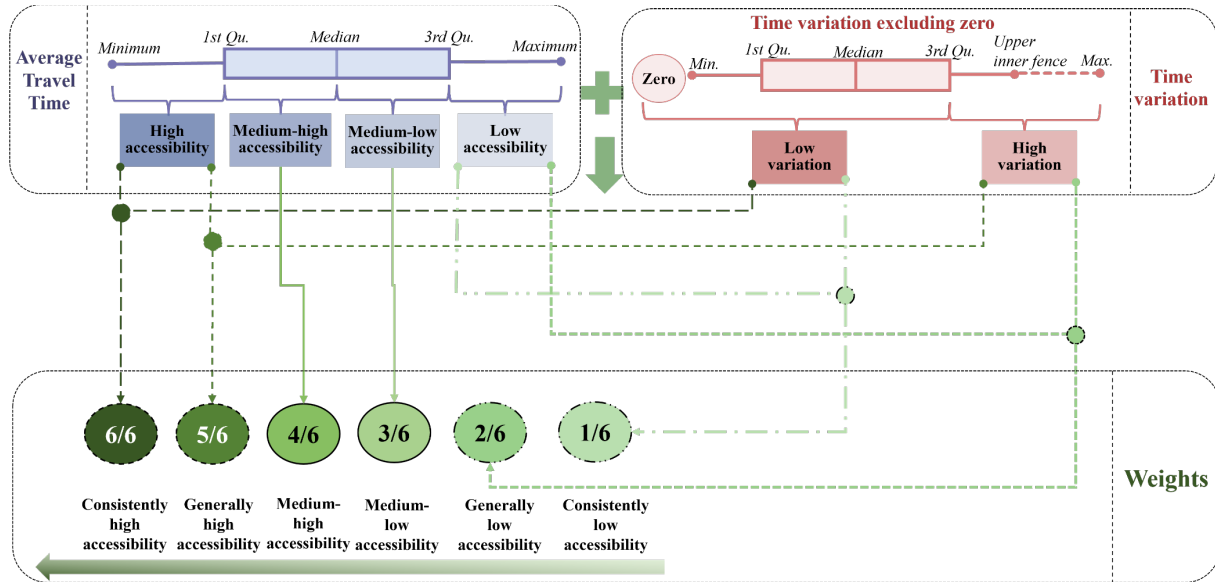 Average
Travel
Time
Minimum
1st Qu.
Median
3rd Qu.
Maximum
High
accessibility
Medium-high
accessibility
Medium-low
accessibility
Low
accessibility
Time variation excluding zero
Zero
Min.
1st Qu.
Median
3rd Qu.
Upper
inner fence
Max.
Low
variation
High
variation
Time
variation
6/6
5/6
4/6
3/6
2/6
1/6
Consistently
high
accessibility
Generally
high
accessibility
Medium-
high
accessibility
Medium-
low
accessibility
Generally
low
accessibility
Consistently
low
accessibility
Weights